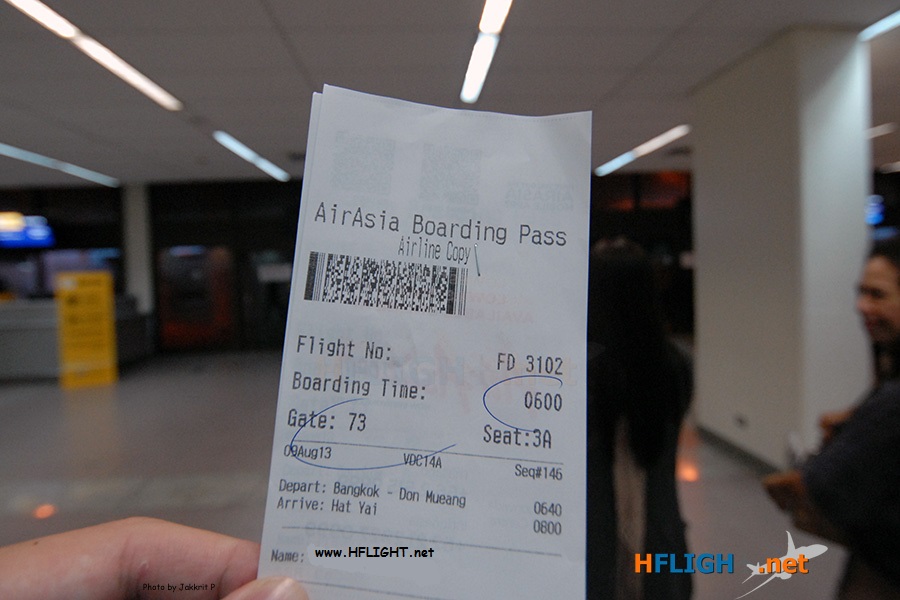 AirAsia Boarding Pass
Airline Copy
Flight No: FD 3102
Boarding Time: 0600
Gate: 73 Seat:3A
09Aug13 VDC14A Seq#146
Depart: Bangkok - Don Mueang 0640
Arrive: Hat Yai 0800
Name: www.HFLIGHT.net
Photo by Jakkrit P
HFLIGH .net